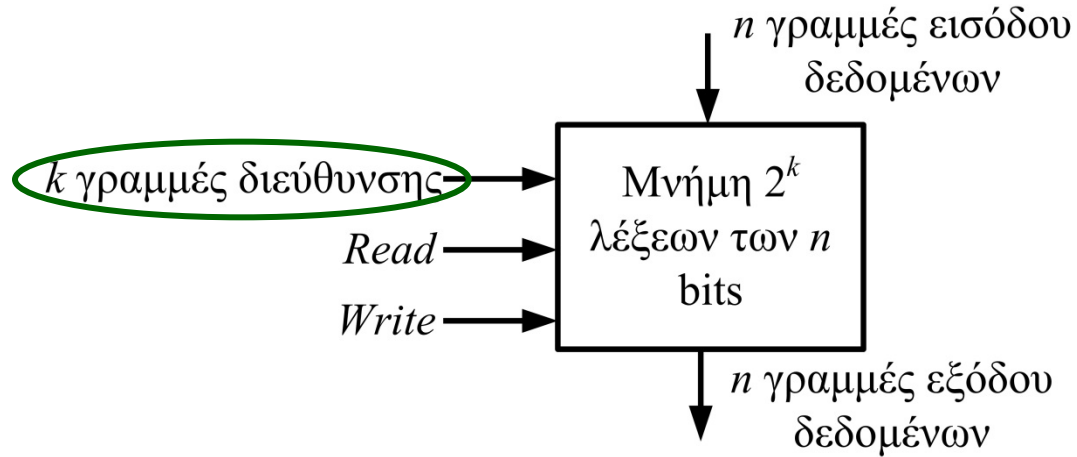 n γραμμές εισόδου
δεδομένων
k γραμμές διεύθυνσης
Read
Write
Μνήμη 2^k
λέξεων των n
bits
n γραμμές εξόδου
δεδομένων